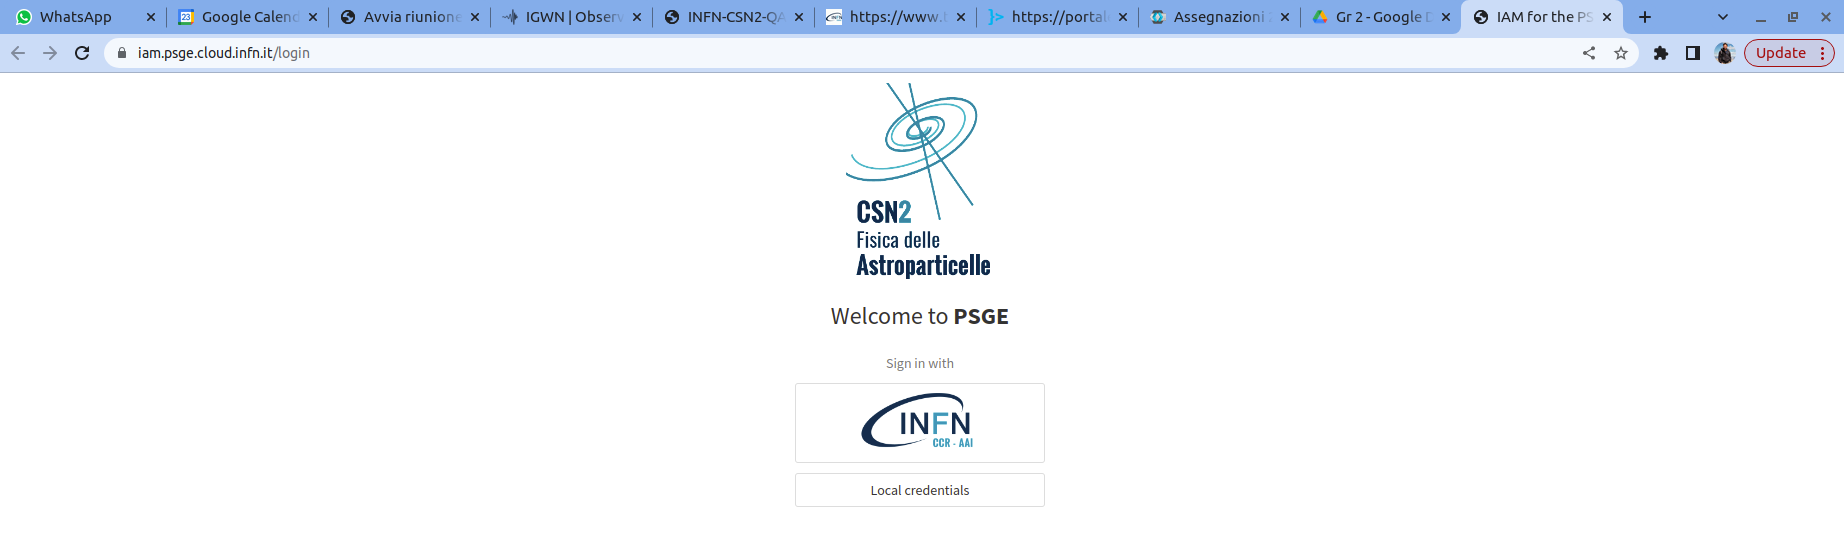 WhatsApp
Google Calend
Avvia riunione
IGWN | Observ
INFN-CSN2-QA
https://www.
https://portal
Assegnazioni
Gr 2 - Google D
IAM for the PS
iam.psge.cloud.infn.it/login
Update
CSN2
Fisica delle
Astroparticelle
Welcome to PSGE
Sign in with
INFN
CCR - AAI
Local credentials